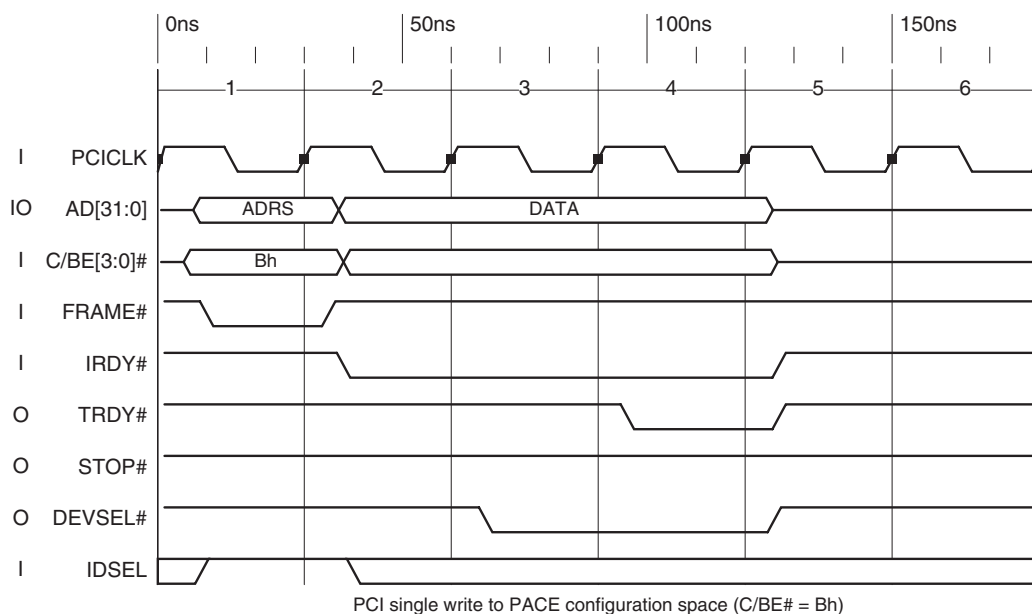 0ns 50ns 100ns 150ns
1 2 3 4 5 6
I PCICLK
IO AD[31:0] ADRS DATA
I C/BE[3:0]# Bh
I FRAME#
I IRDY#
O TRDY#
O STOP#
O DEVSEL#
I IDSEL
PCI single write to PACE configuration space (C/BE# = Bh)